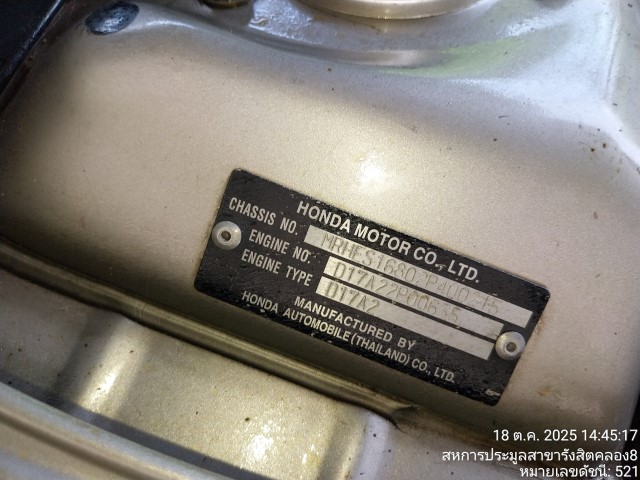 HONDA MOTOR CO., LTD.
CHASSIS NO.
ENGINE NO.
ENGINE TYPE D17A2
MANUFACTURED BY
HONDA AUTOMOBILE (THAILAND) CO., LTD.
18 ต.ค. 2025 14:45:17
สหการประมูลสาขารังสิตคลอง8
หมายเลขดัชนี: 521